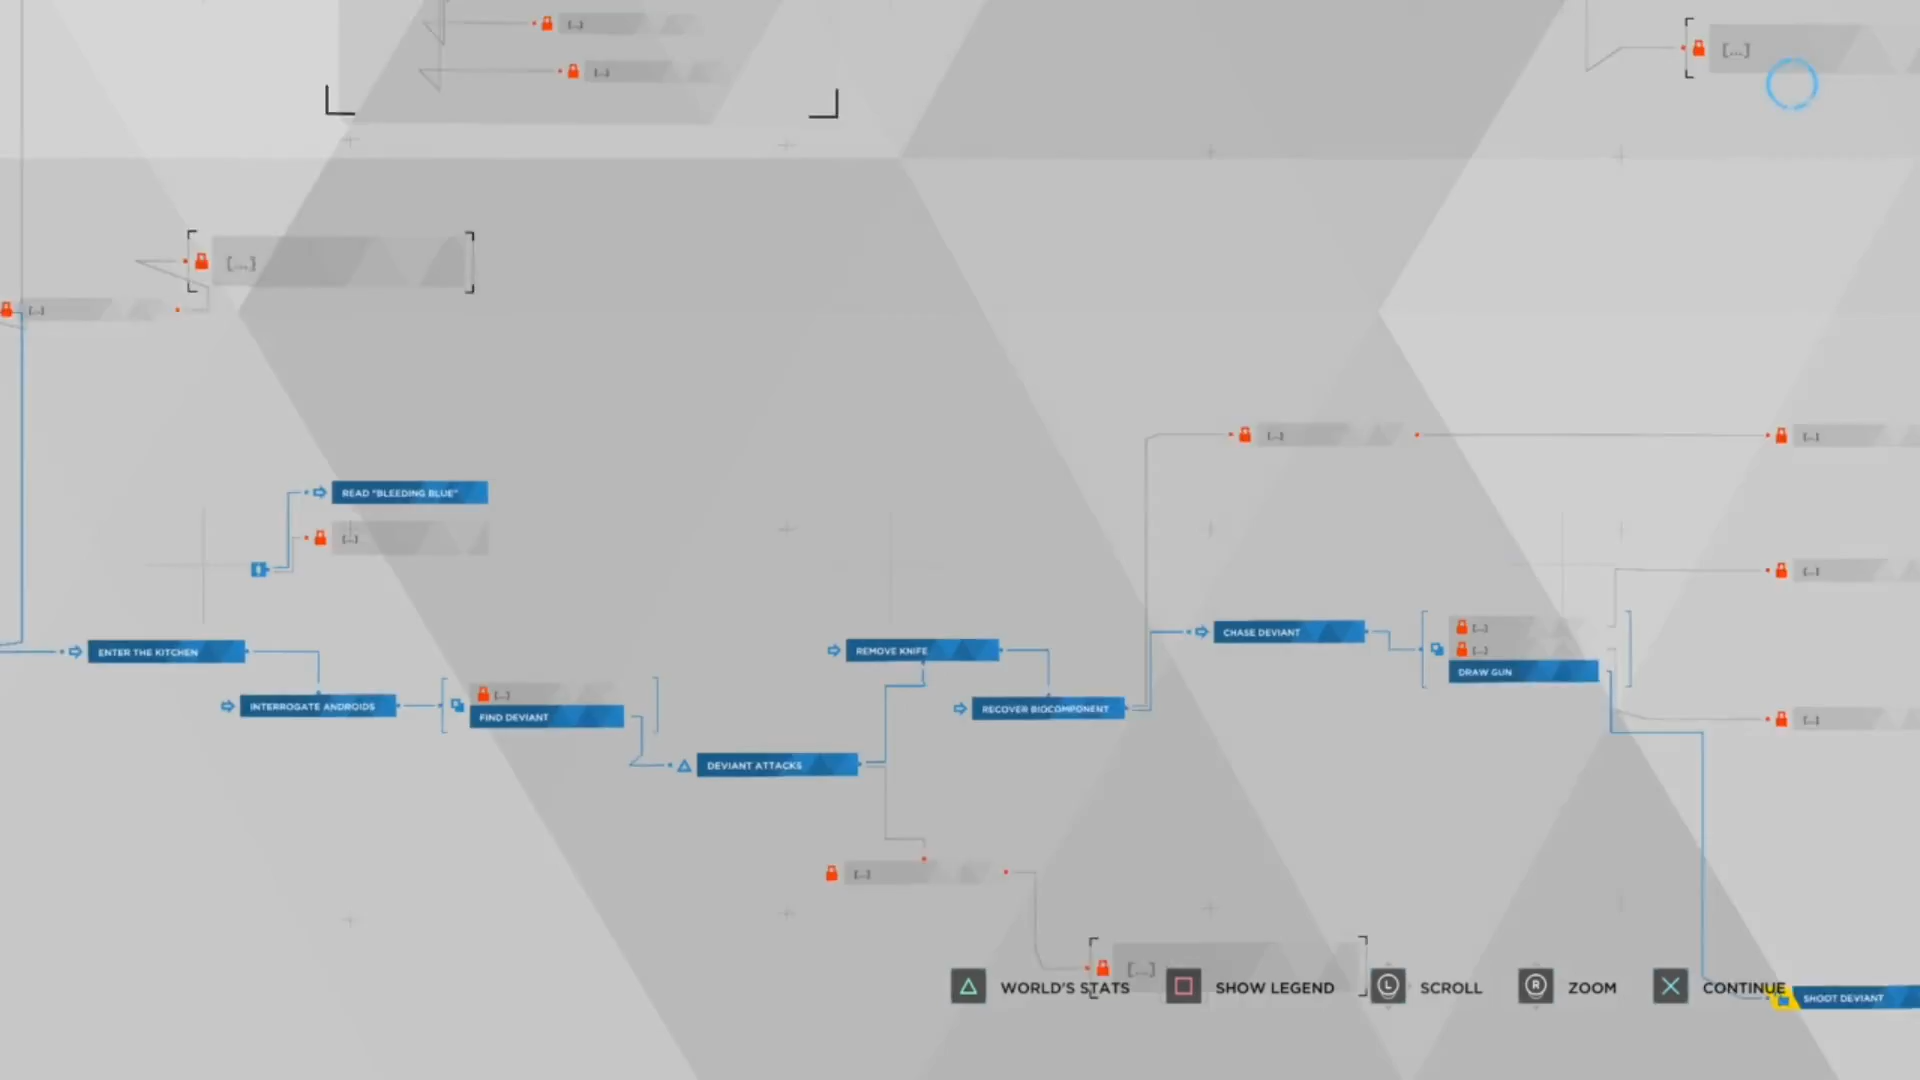 [...]
[...]
[...]
[...]
[...]
[...]
[...]
READ "BLEEDING BLUE"
[...]
[...]
ENTER THE KITCHEN
INTERROGATE ANDROIDS
[...]
FIND DEVIANT
DEVIANT ATTACKS
REMOVE KNIFE
RECOVER BIOCOMPONENT
CHASE DEVIANT
[...]
[...]
DRAW GUN
[...]
[...]
[...]
WORLD'S STATS
SHOW LEGEND
L
SCROLL
R
ZOOM
CONTINUE
SHOOT DEVIANT